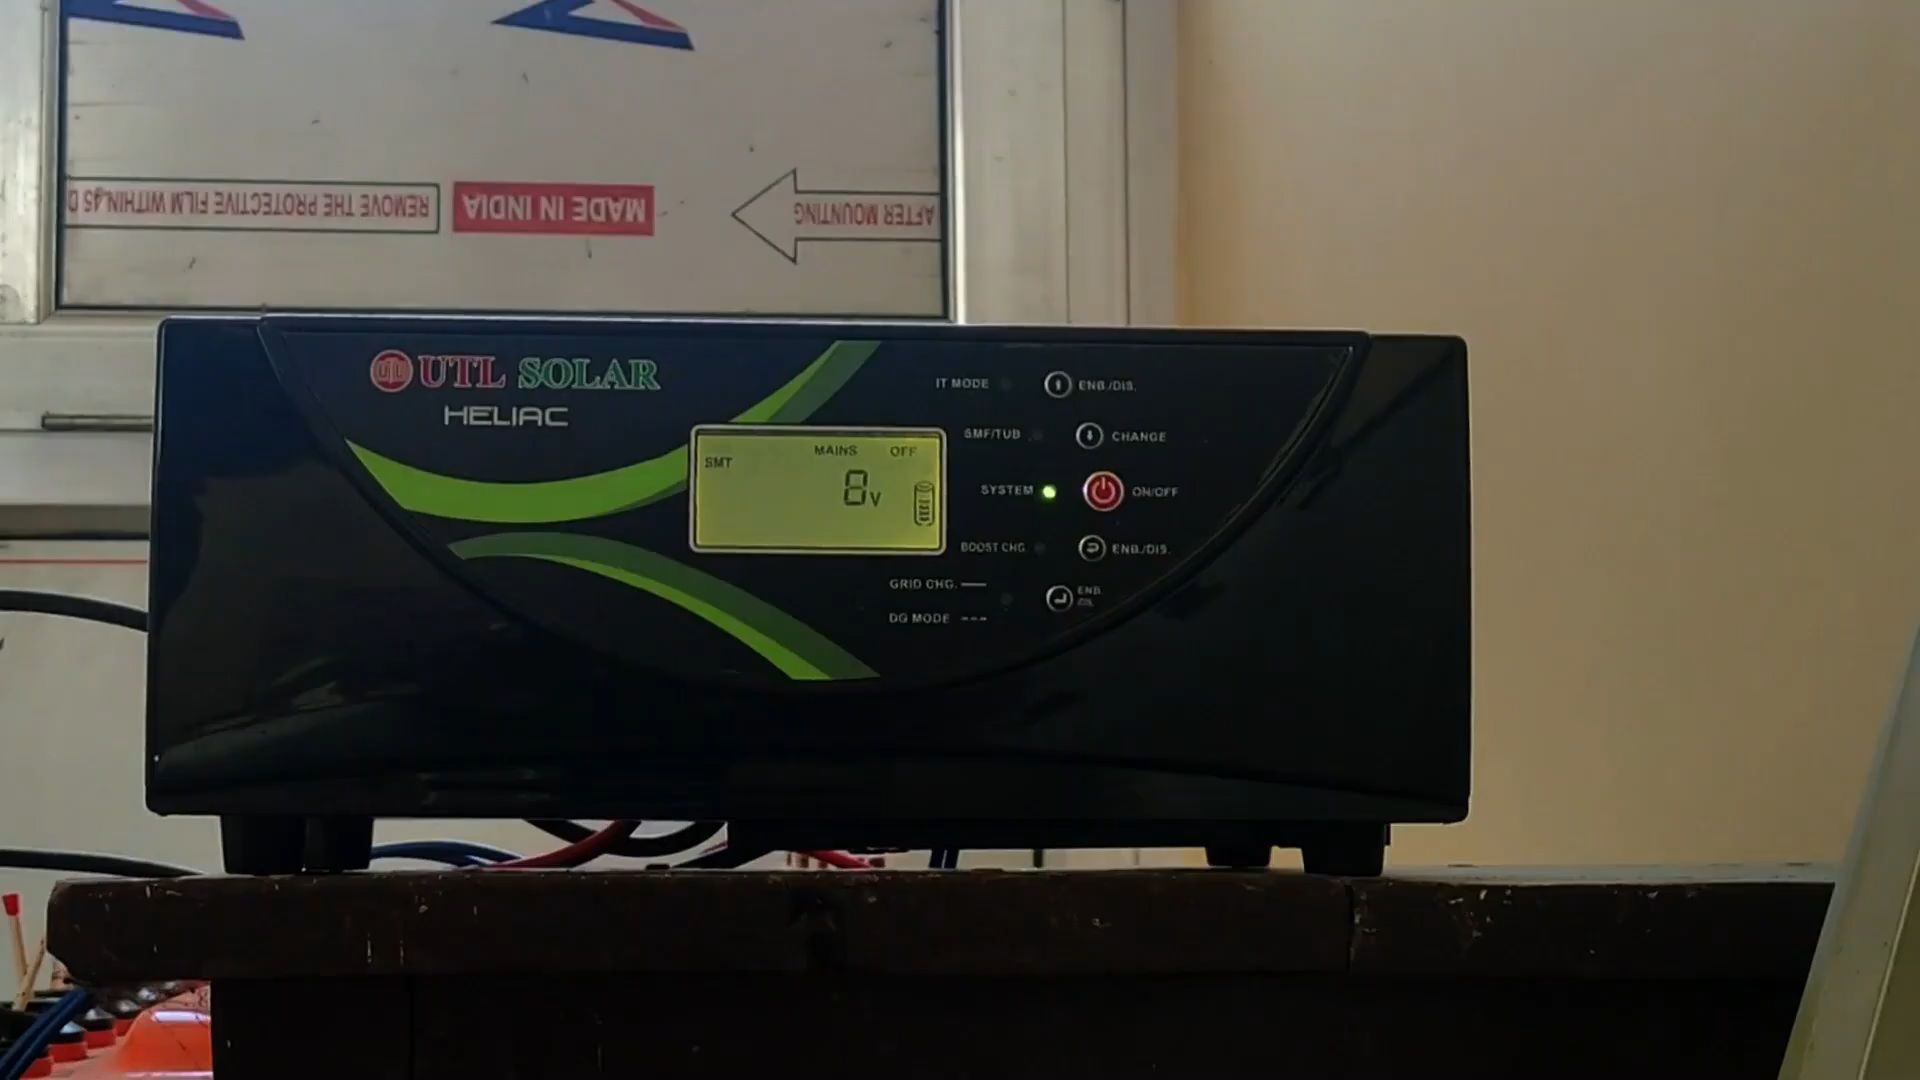 REMOVE THE PROTECTIVE FILM WITHIN 45 D
MADE IN INDIA
AFTER MOUNTING
UTL SOLAR
HELIAC
IT MODE ENB./DIS.
SMF/TUB CHANGE
SYSTEM ON/OFF
BOOST CHG ENB./DIS.
GRID CHG. ENB.
DG MODE
MAINS OFF
SMT
8V